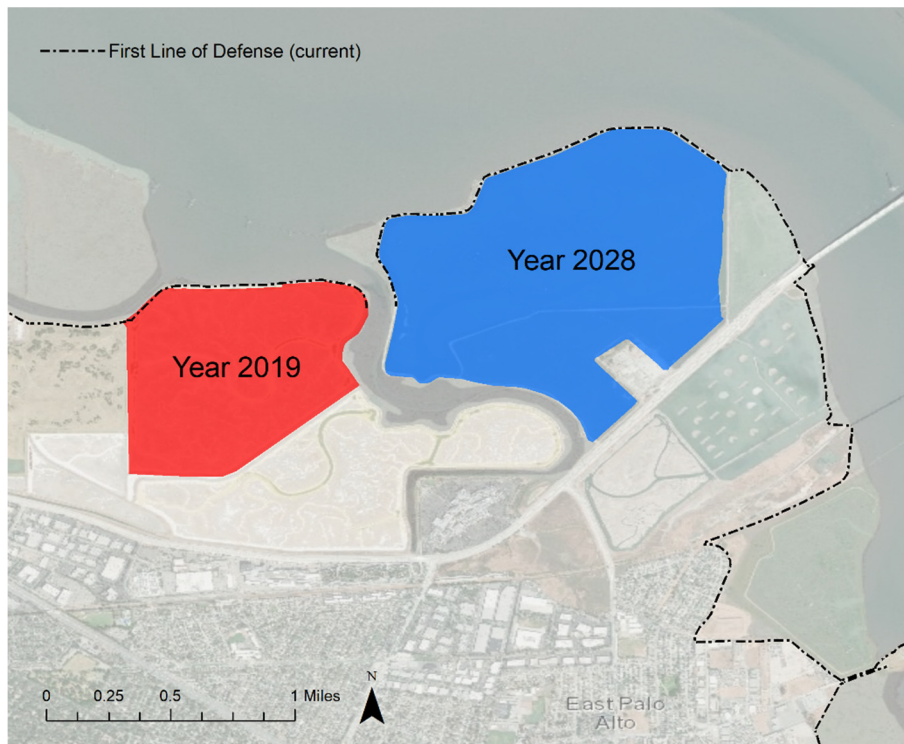 First Line of Defense (current)
Year 2028
Year 2019
East Palo
Alto
N
0 0.25 0.5 1 Miles